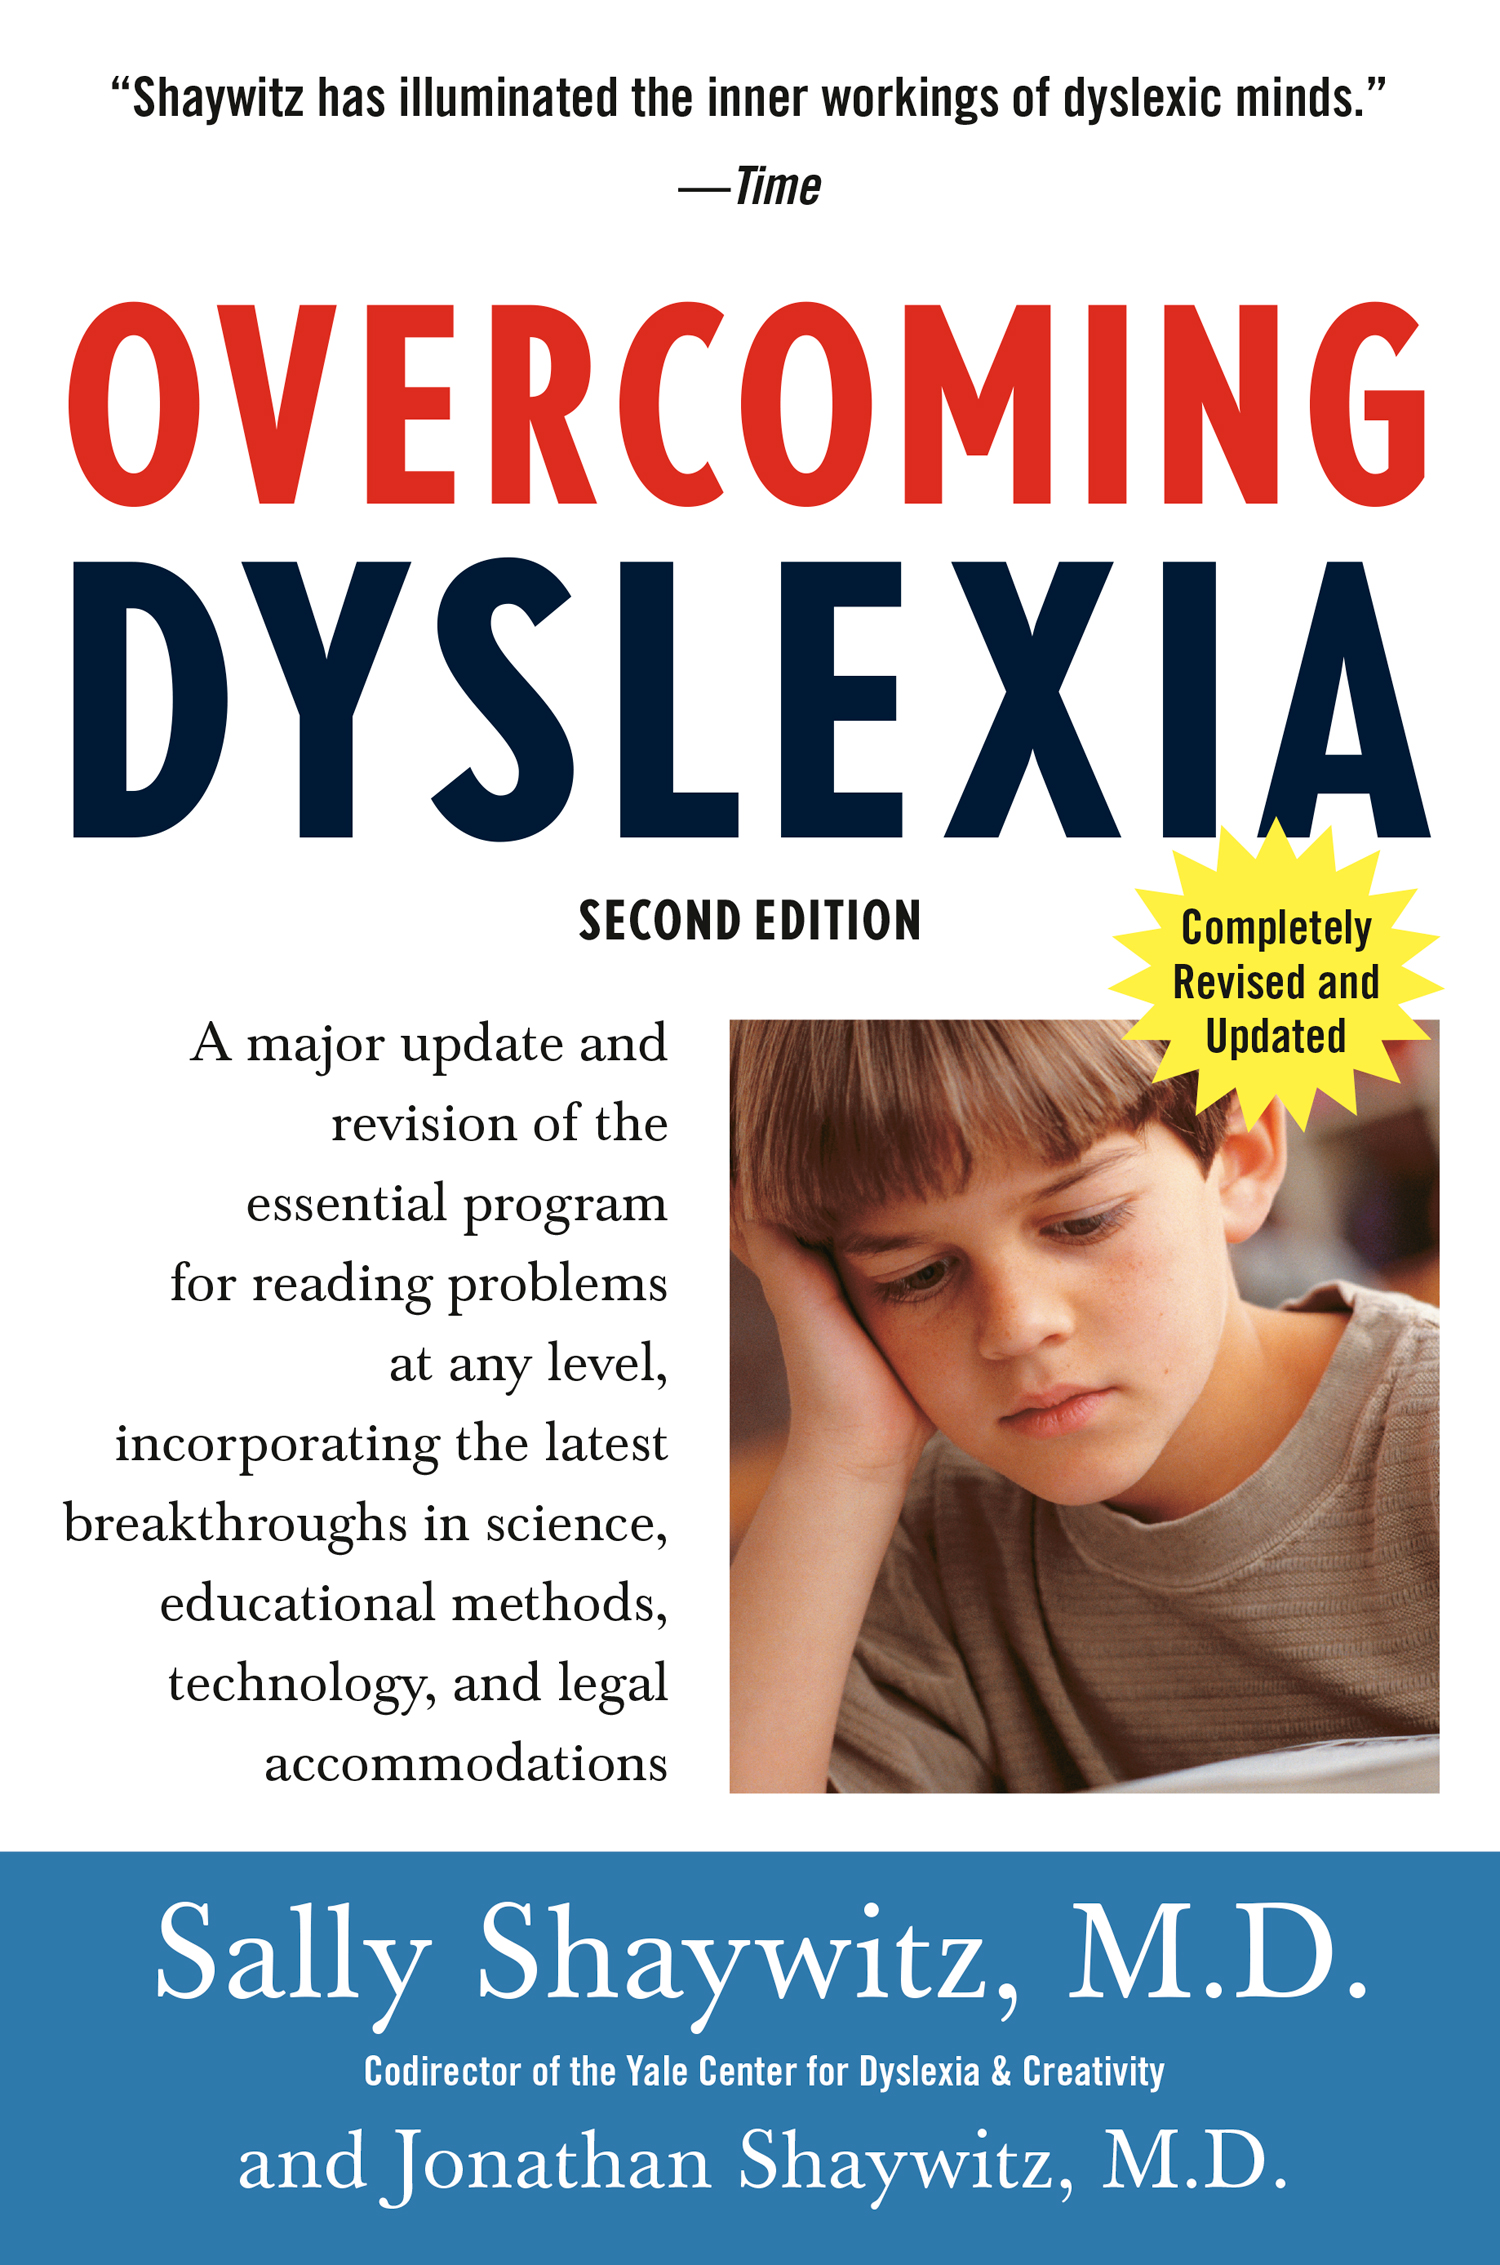 “Shaywitz has illuminated the inner workings of dyslexic minds.”
—Time
OVERCOMING
DYSLEXIA
SECOND EDITION
Completely
Revised and
Updated
A major update and
revision of the
essential program
for reading problems
at any level,
incorporating the latest
breakthroughs in science,
educational methods,
technology, and legal
accommodations
Sally Shaywitz, M.D.
Codirector of the Yale Center for Dyslexia & Creativity
and Jonathan Shaywitz, M.D.